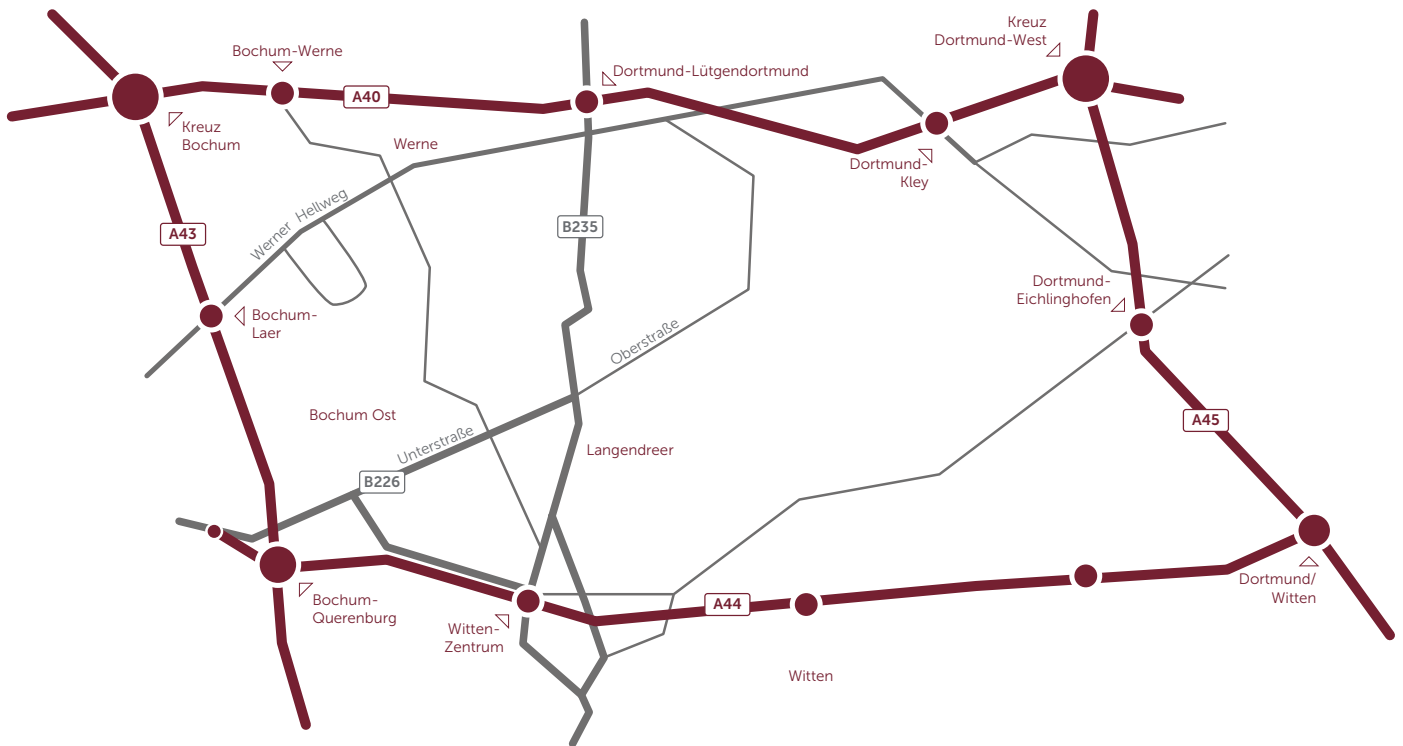 Kreuz
Dortmund-West
Bochum-Werne
Dortmund-Lütgendortmund
A40
Kreuz
Bochum
Werne
Dortmund-
Kley
Werner Hellweg
A43
B235
Dortmund-
Eichlinghofen
Bochum-
Laer
Oberstraße
Bochum Ost
A45
Unterstraße
Langendreer
B226
Dortmund/
Witten
Bochum-
Querenburg
A44
Witten-
Zentrum
Witten